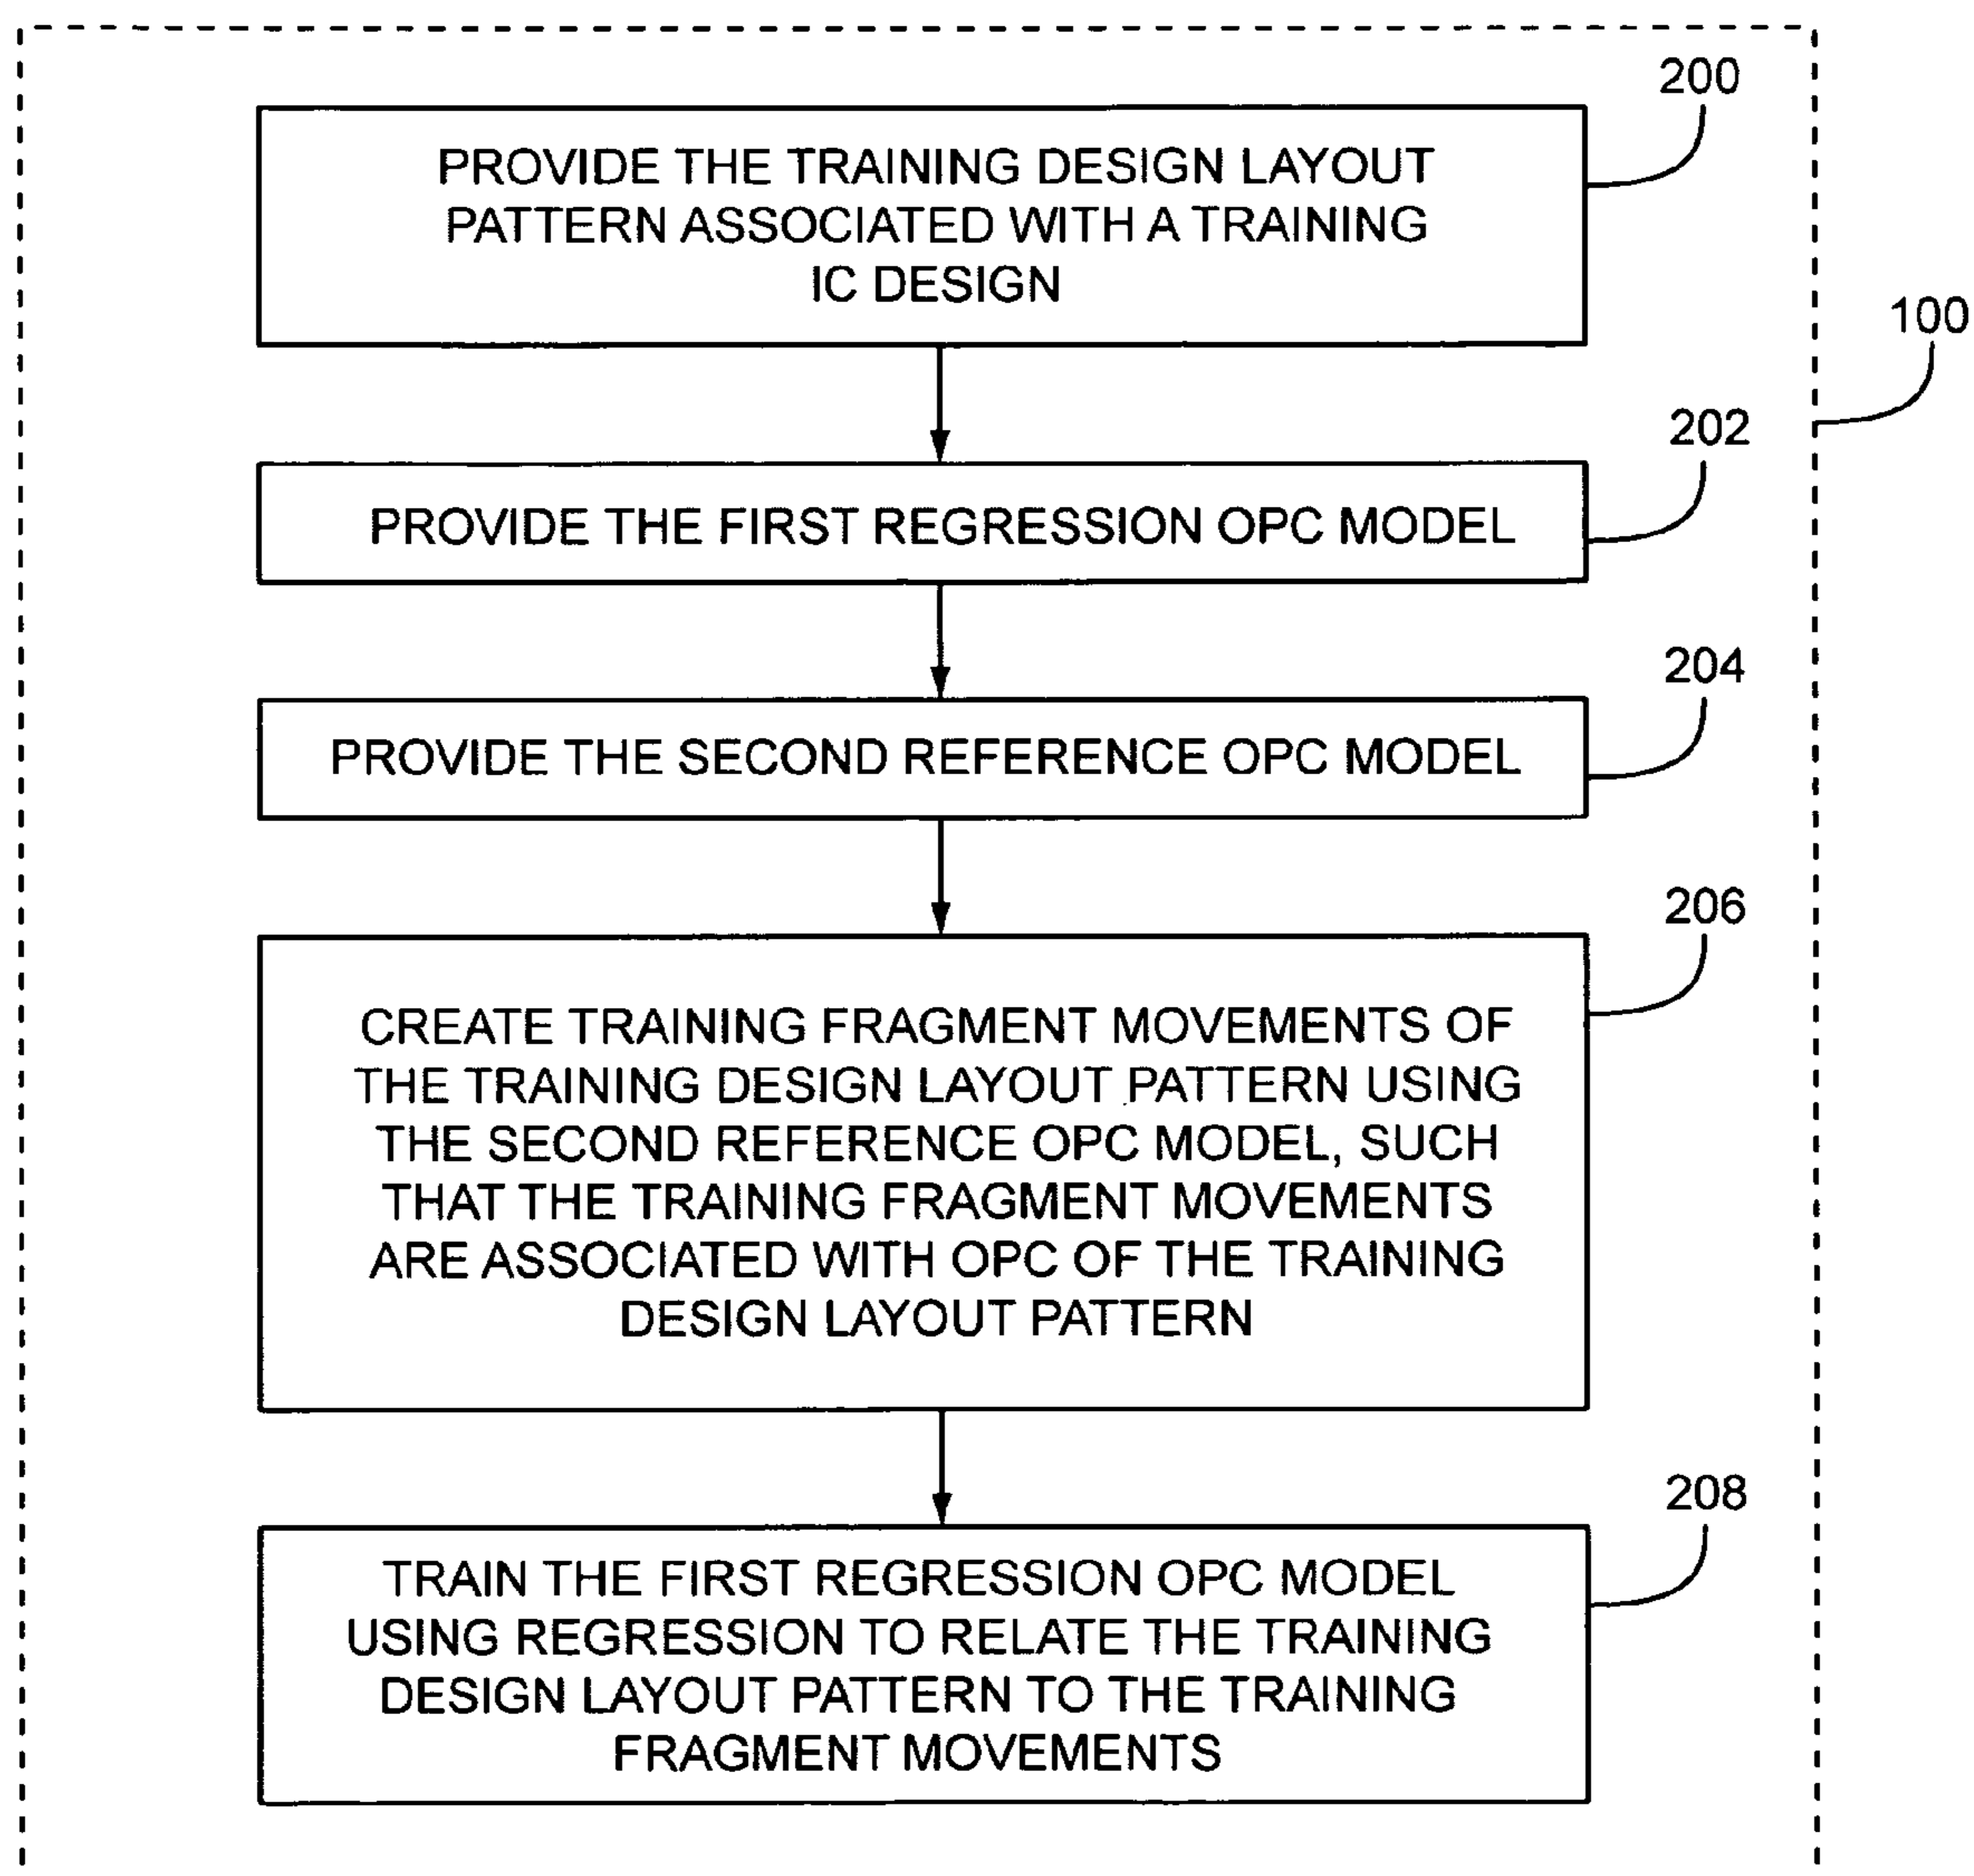 200
PROVIDE THE TRAINING DESIGN LAYOUT
PATTERN ASSOCIATED WITH A TRAINING
IC DESIGN
100
202
PROVIDE THE FIRST REGRESSION OPC MODEL
204
PROVIDE THE SECOND REFERENCE OPC MODEL
206
CREATE TRAINING FRAGMENT MOVEMENTS OF
THE TRAINING DESIGN LAYOUT PATTERN USING
THE SECOND REFERENCE OPC MODEL, SUCH
THAT THE TRAINING FRAGMENT MOVEMENTS
ARE ASSOCIATED WITH OPC OF THE TRAINING
DESIGN LAYOUT PATTERN
208
TRAIN THE FIRST REGRESSION OPC MODEL
USING REGRESSION TO RELATE THE TRAINING
DESIGN LAYOUT PATTERN TO THE TRAINING
FRAGMENT MOVEMENTS